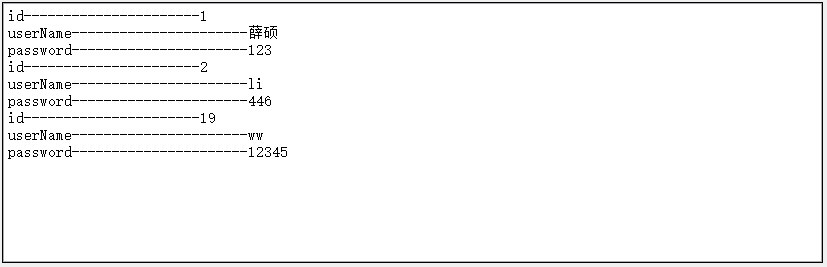 id----------------------1
userName----------------------薛硕
password----------------------123
id----------------------2
userName----------------------li
password----------------------446
id----------------------19
userName----------------------ww
password----------------------12345